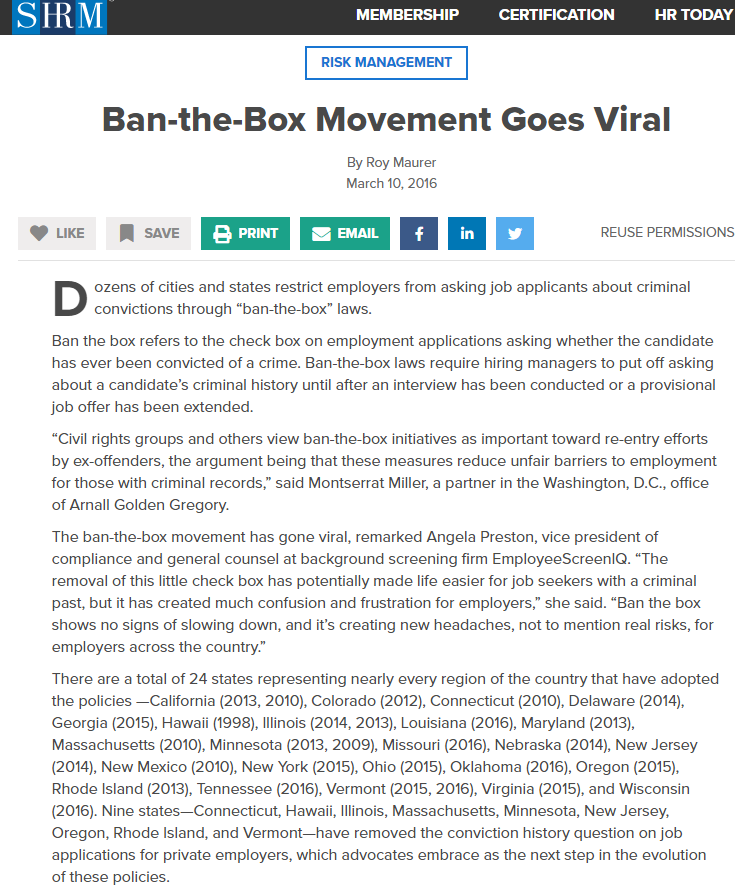 SHRM
MEMBERSHIP CERTIFICATION HR TODAY
RISK MANAGEMENT
Ban-the-Box Movement Goes Viral
By Roy Maurer
March 10, 2016
LIKE SAVE PRINT EMAIL f in REUSE PERMISSIONS
Dozens of cities and states restrict employers from asking job applicants about criminal
convictions through “ban-the-box” laws.
Ban the box refers to the check box on employment applications asking whether the candidate
has ever been convicted of a crime. Ban-the-box laws require hiring managers to put off asking
about a candidate’s criminal history until after an interview has been conducted or a provisional
job offer has been extended.
“Civil rights groups and others view ban-the-box initiatives as important toward re-entry efforts
by ex-offenders, the argument being that these measures reduce unfair barriers to employment
for those with criminal records,” said Montserrat Miller, a partner in the Washington, D.C., office
of Arnall Golden Gregory.
The ban-the-box movement has gone viral, remarked Angela Preston, vice president of
compliance and general counsel at background screening firm EmployeeScreenIQ. “The
removal of this little check box has potentially made life easier for job seekers with a criminal
past, but it has created much confusion and frustration for employers,” she said. “Ban the box
shows no signs of slowing down, and it’s creating new headaches, not to mention real risks, for
employers across the country.”
There are a total of 24 states representing nearly every region of the country that have adopted
the policies —California (2013, 2010), Colorado (2012), Connecticut (2010), Delaware (2014),
Georgia (2015), Hawaii (1998), Illinois (2014, 2013), Louisiana (2016), Maryland (2013),
Massachusetts (2010), Minnesota (2013, 2009), Missouri (2016), Nebraska (2014), New Jersey
(2014), New Mexico (2010), New York (2015), Ohio (2015), Oklahoma (2016), Oregon (2015),
Rhode Island (2013), Tennessee (2016), Vermont (2015, 2016), Virginia (2015), and Wisconsin
(2016). Nine states—Connecticut, Hawaii, Illinois, Massachusetts, Minnesota, New Jersey,
Oregon, Rhode Island, and Vermont—have removed the conviction history question on job
applications for private employers, which advocates embrace as the next step in the evolution
of these policies.